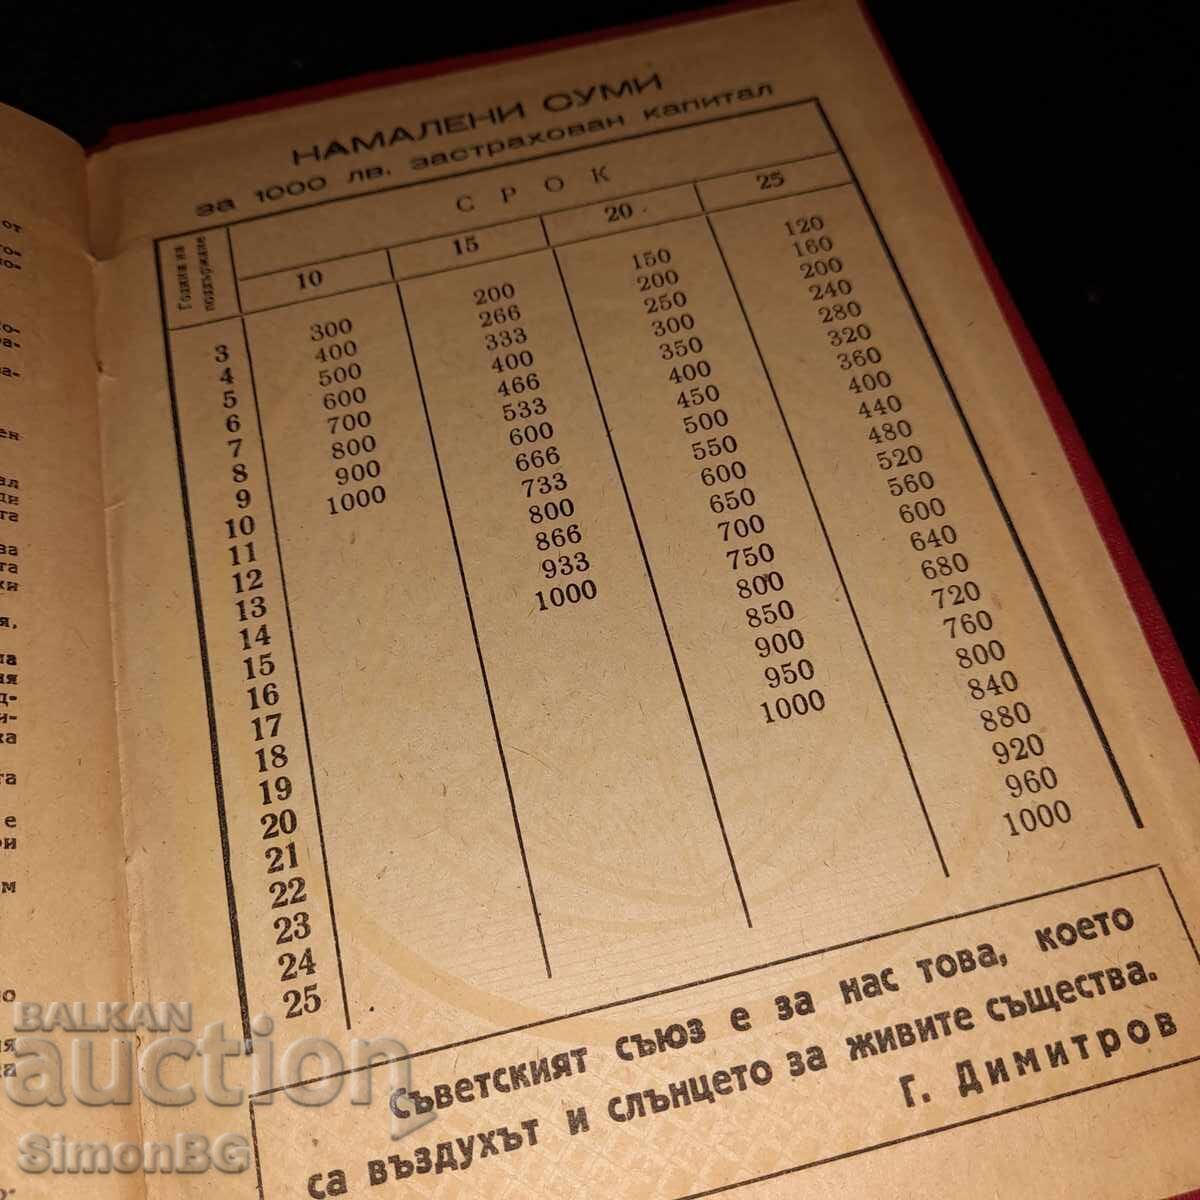 НАМАЛЕНИ СУМИ
за 1000 лв. застрахован капитал
Година на поддържане
СРОК
10 15 20 25
3 300 200 150 120
4 400 266 200 160
5 500 333 250 200
6 600 400 300 240
7 700 466 350 280
8 800 533 400 320
9 900 600 450 360
10 1000 666 500 400
11 733 550 440
12 800 600 480
13 866 650 520
14 933 700 560
15 1000 750 600
16 800 640
17 850 680
18 900 720
19 950 760
20 1000 800
21 840
22 880
23 920
24 960
25 1000
Съветският съюз е за нас това, което
са въздухът и слънцето за живите същества.
Г. Димитров
BALKAN
auction
SimonBG